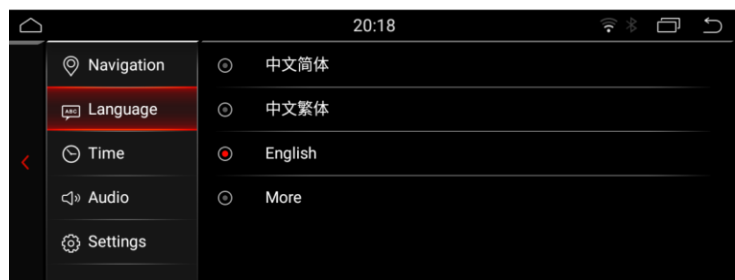 20:18
Navigation
Language
Time
Audio
Settings
中文简体
中文繁体
English
More